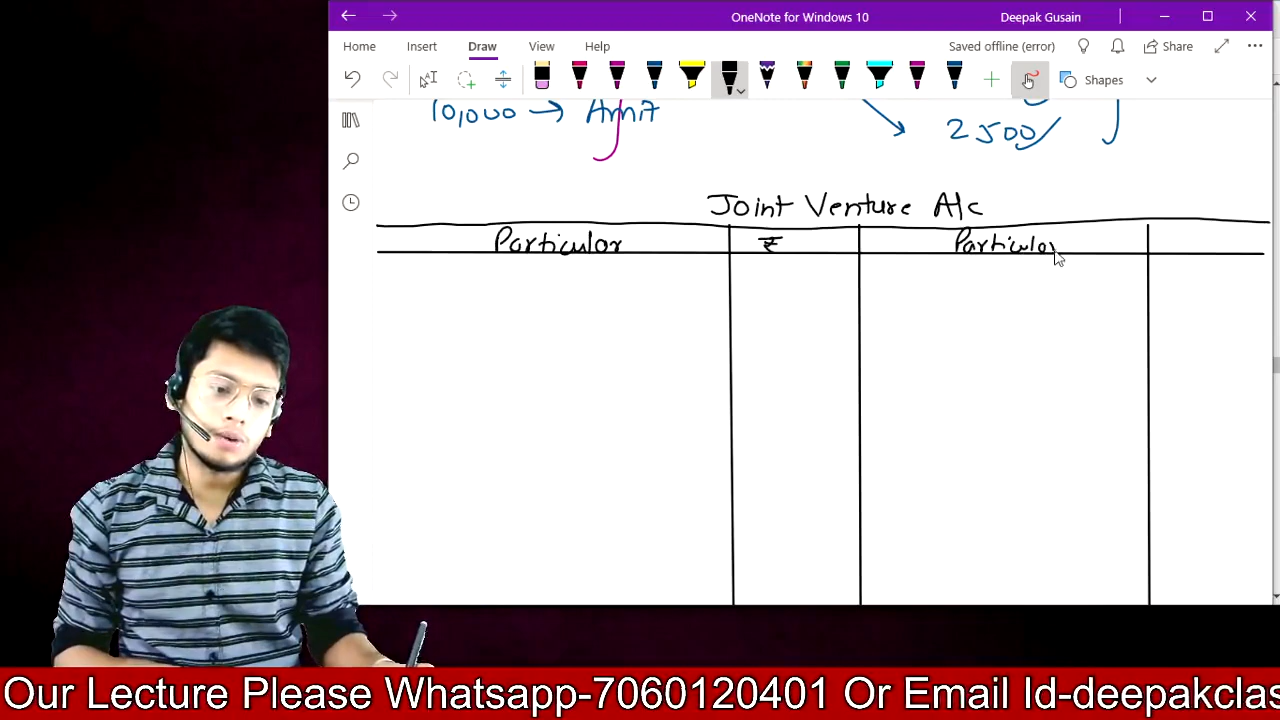 OneNote for Windows 10
Deepak Gusain
Home Insert Draw View Help
Saved offline (error)
Share
Shapes
10,000 → Amit
2500/
Joint Venture A/c
Particular ₹ Particular
Our Lecture Please Whatsapp-7060120401 Or Email Id-deepakclas